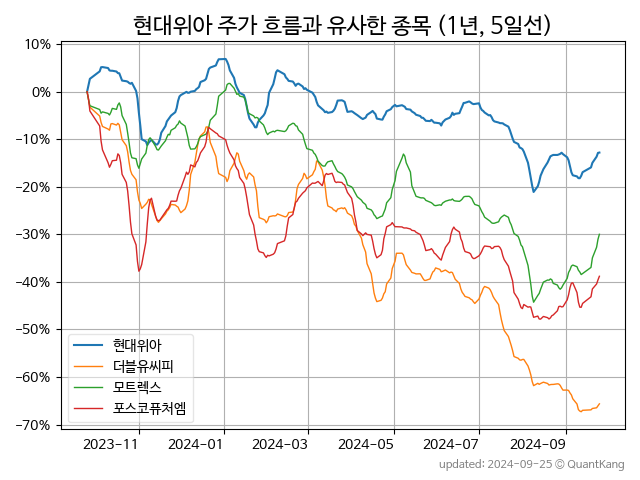 현대위아 주가 흐름과 유사한 종목 (1년, 5일선)
10%
0%
−10%
−20%
−30%
−40%
−50%
−60%
−70%
현대위아
더블유씨피
모트렉스
포스코퓨처엠
2023-11
2024-01
2024-03
2024-05
2024-07
2024-09
updated: 2024-09-25 © QuantKang